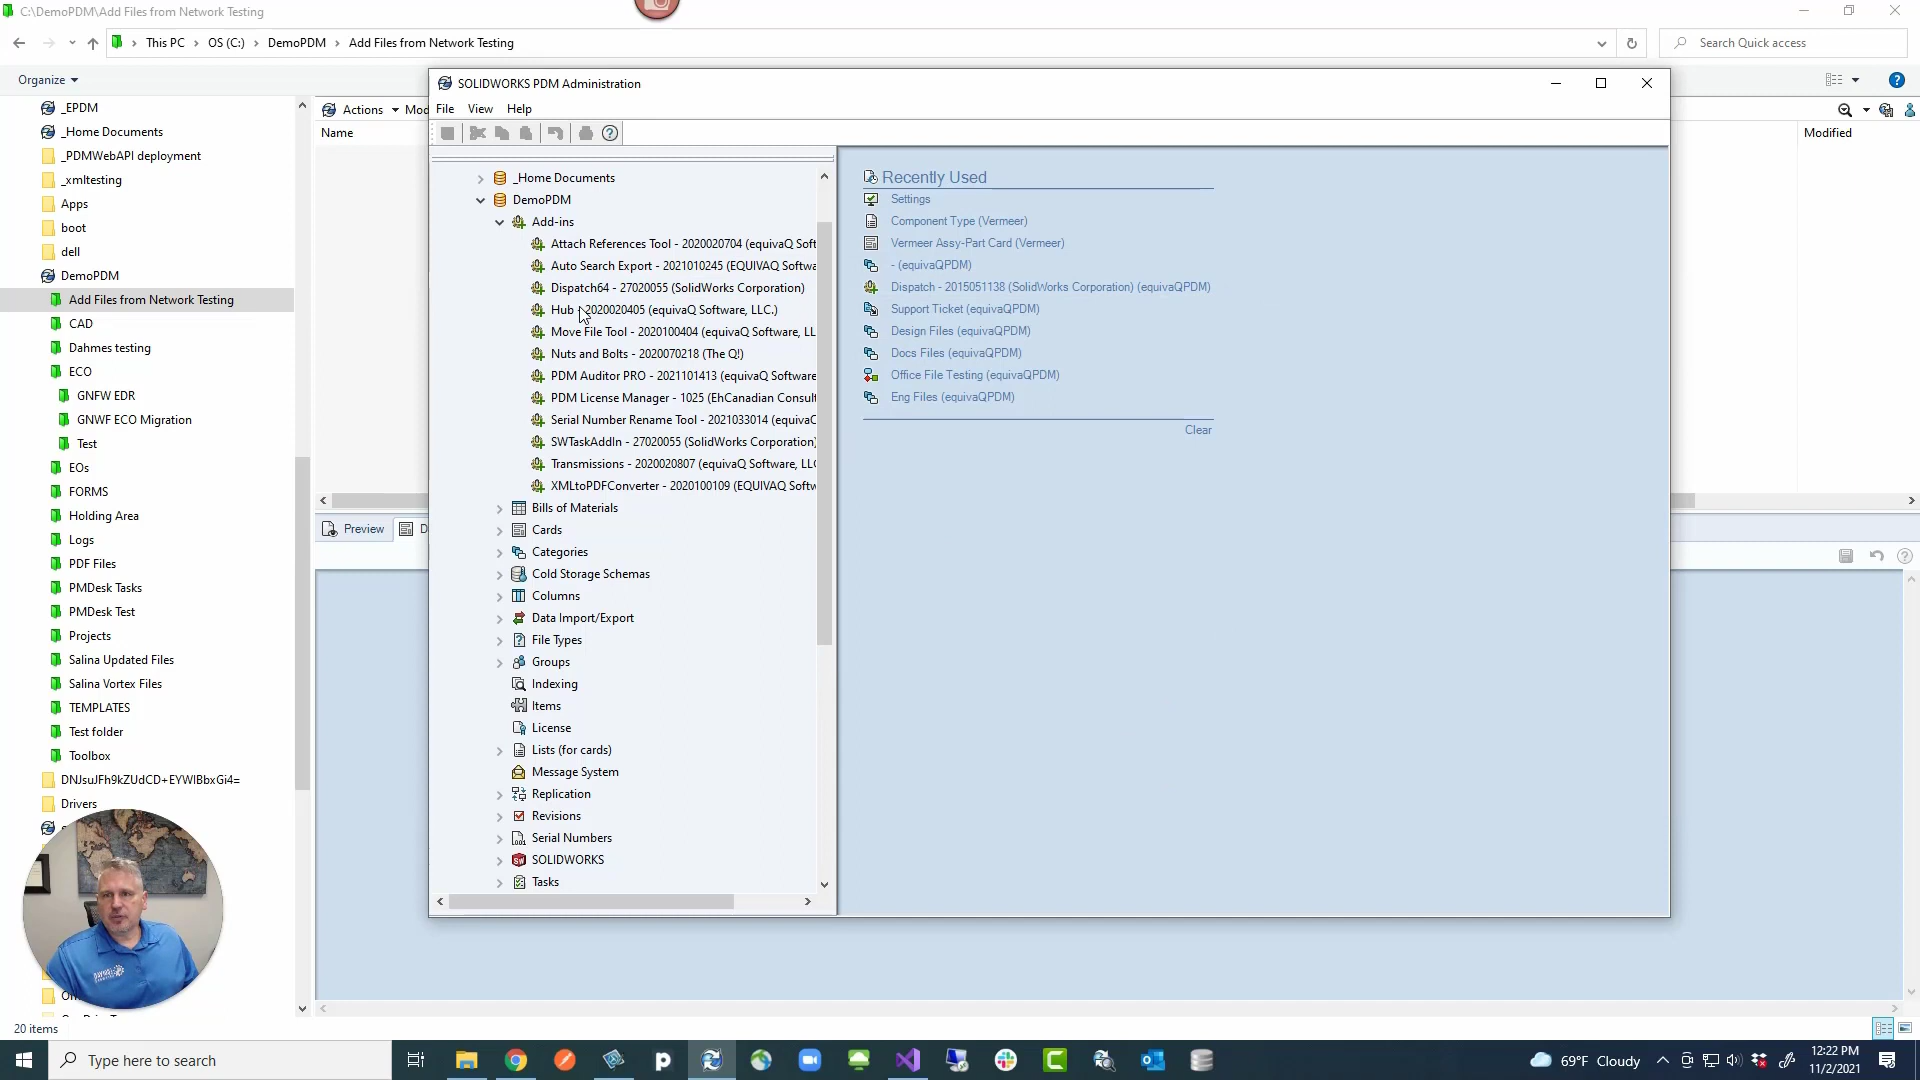 C:\DemoPDM\Add Files from Network Testing
This PC › OS (C:) › DemoPDM › Add Files from Network Testing
Search Quick access
Organize
SOLIDWORKS PDM Administration
File View Help
Actions
Name
Modified
_EPDM
_Home Documents
_PDMWebAPI deployment
_xmltesting
Apps
boot
dell
DemoPDM
Add Files from Network Testing
CAD
Dahmes testing
ECO
GNFW EDR
GNWF ECO Migration
Test
EOs
FORMS
Holding Area
Logs
PDF Files
PMDesk Tasks
PMDesk Test
Projects
Salina Updated Files
Salina Vortex Files
TEMPLATES
Test folder
Toolbox
DNJsuJFh9kZUdCD+EYWIBbxGi4=
Drivers
20 items
_Home Documents
DemoPDM
Add-ins
Attach References Tool - 2020020704 (equivaQ Soft
Auto Search Export - 2021010245 (EQUIVAQ Softwa
Dispatch64 - 27020055 (SolidWorks Corporation)
Hub - 2020020405 (equivaQ Software, LLC.)
Move File Tool - 2020100404 (equivaQ Software, LL
Nuts and Bolts - 2020070218 (The Q!)
PDM Auditor PRO - 2021101413 (equivaQ Software
PDM License Manager - 1025 (EhCanadian Consult
Serial Number Rename Tool - 2021033014 (equivaQ
SWTaskAddIn - 27020055 (SolidWorks Corporation)
Transmissions - 2020020807 (equivaQ Software, LLC
XMLtoPDFConverter - 2020100109 (EQUIVAQ Softw
Bills of Materials
Cards
Categories
Cold Storage Schemas
Columns
Data Import/Export
File Types
Groups
Indexing
Items
License
Lists (for cards)
Message System
Replication
Revisions
Serial Numbers
SOLIDWORKS
Tasks
Recently Used
Settings
Component Type (Vermeer)
Vermeer Assy-Part Card (Vermeer)
- (equivaQPDM)
Dispatch - 2015051138 (SolidWorks Corporation) (equivaQPDM)
Support Ticket (equivaQPDM)
Design Files (equivaQPDM)
Docs Files (equivaQPDM)
Office File Testing (equivaQPDM)
Eng Files (equivaQPDM)
Clear
Preview
Type here to search
69°F Cloudy
12:22 PM
11/2/2021